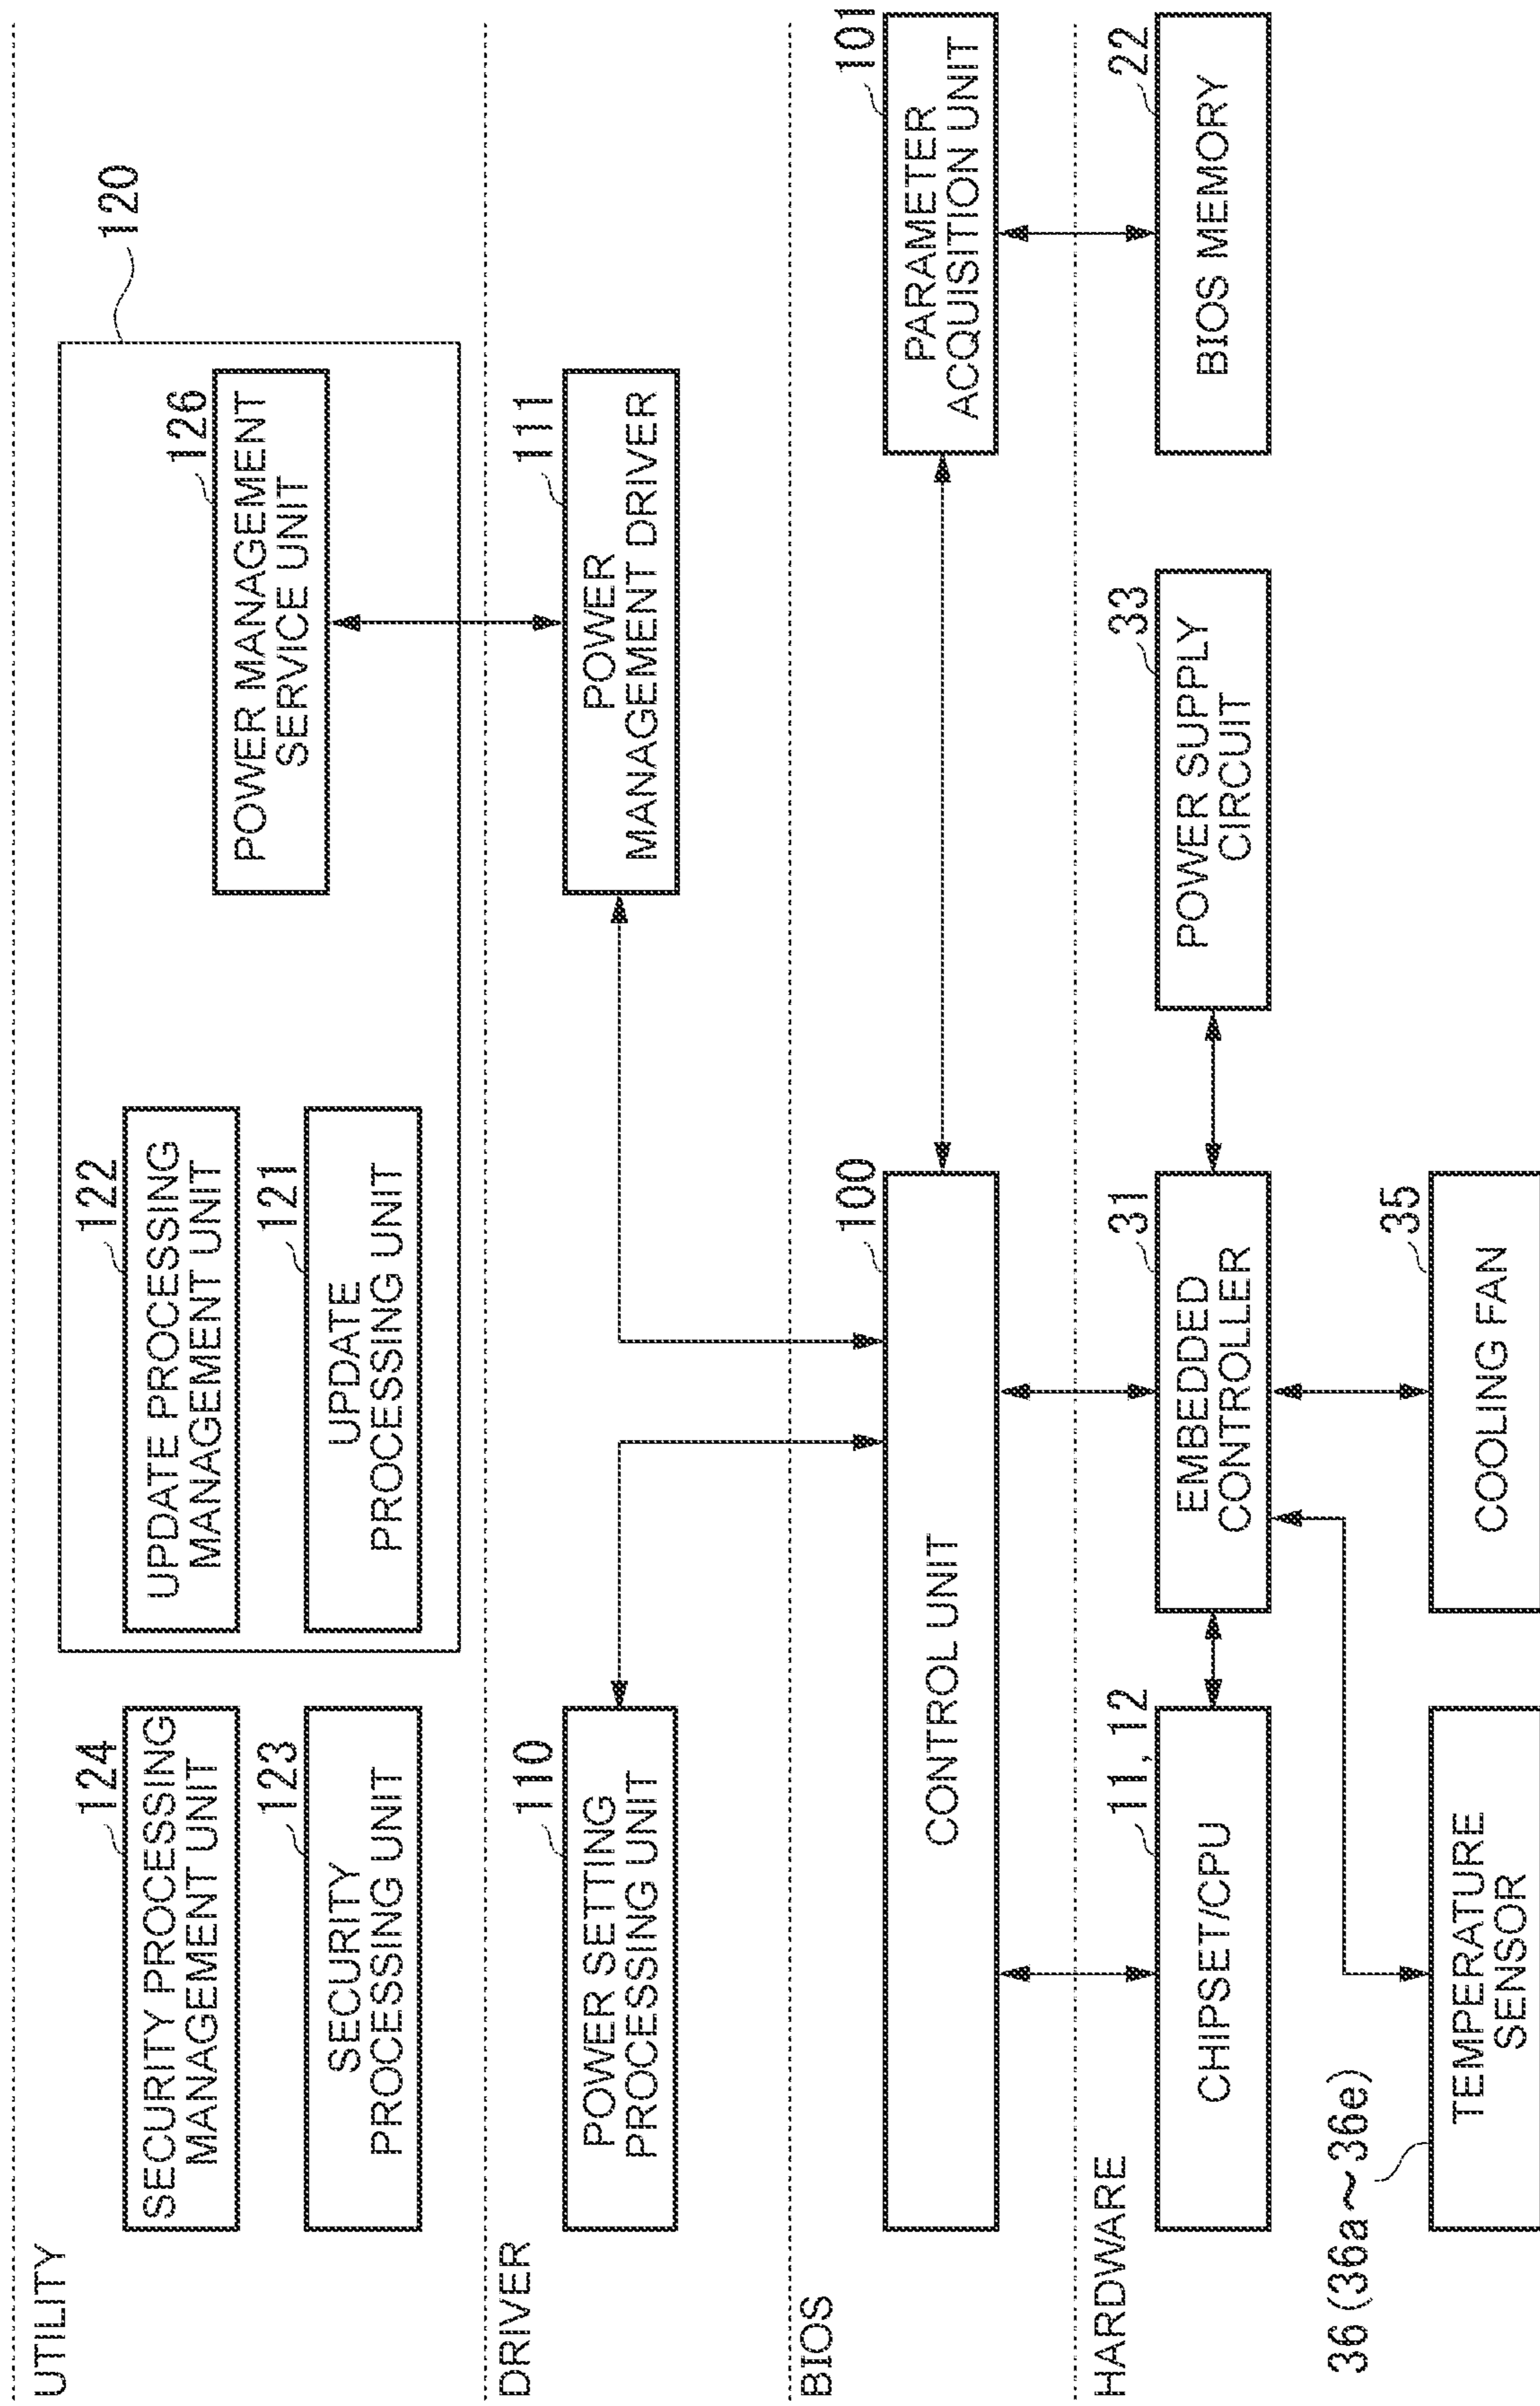 UTILITY
124
SECURITY PROCESSING
MANAGEMENT UNIT
123
SECURITY
PROCESSING UNIT
122
UPDATE PROCESSING
MANAGEMENT UNIT
121
UPDATE
PROCESSING UNIT
126
POWER MANAGEMENT
SERVICE UNIT
120
DRIVER
110
POWER SETTING
PROCESSING UNIT
111
POWER
MANAGEMENT DRIVER
BIOS
100
CONTROL UNIT
101
PARAMETER
ACQUISITION UNIT
HARDWARE
11, 12
CHIPSET/CPU
31
EMBEDDED
CONTROLLER
33
POWER SUPPLY
CIRCUIT
22
BIOS MEMORY
36 (36a～36e)
TEMPERATURE
SENSOR
35
COOLING FAN